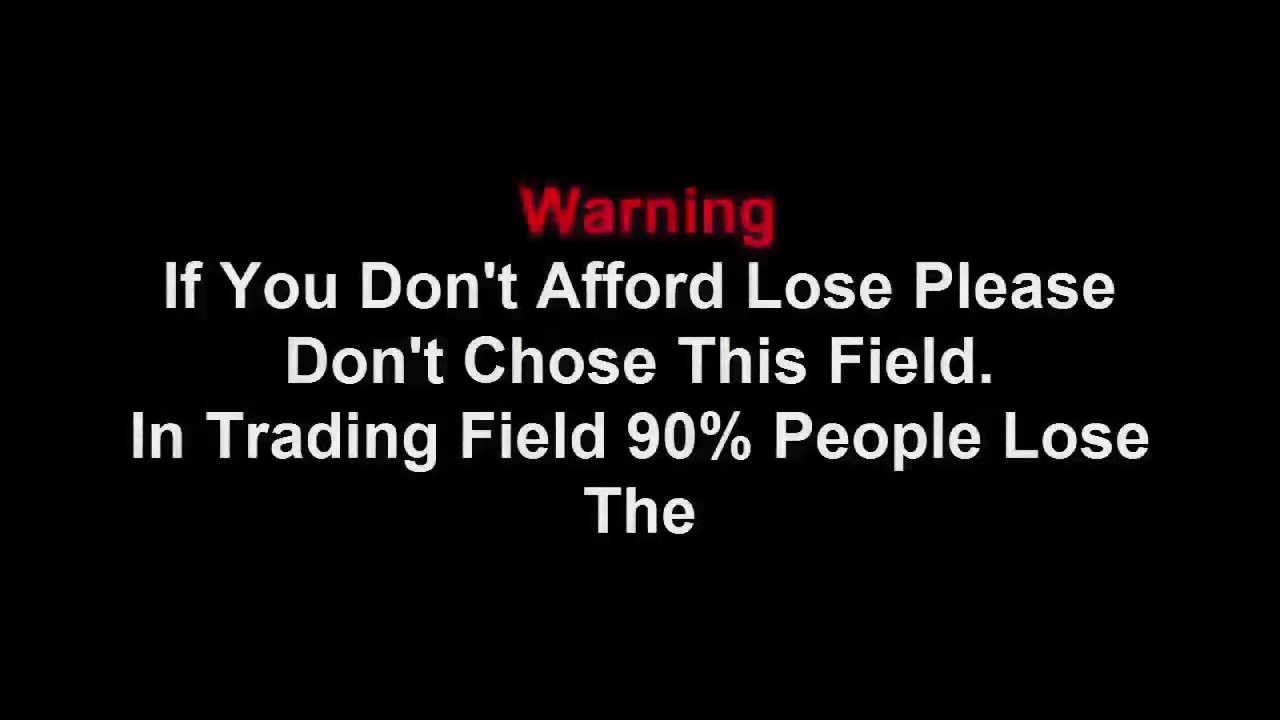 Warning
If You Don't Afford Lose Please
Don't Chose This Field.
In Trading Field 90% People Lose
The